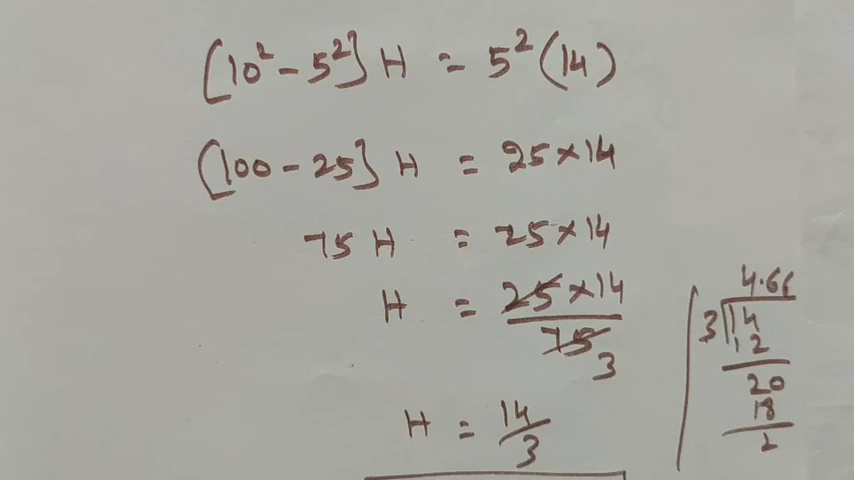 [10² - 5²] H = 5² (14)
[100 - 25] H = 25 × 14
75 H = 25 × 14
H = 25 × 14
75
3
H = 14/3
4.66
3 14
12
20
18
2